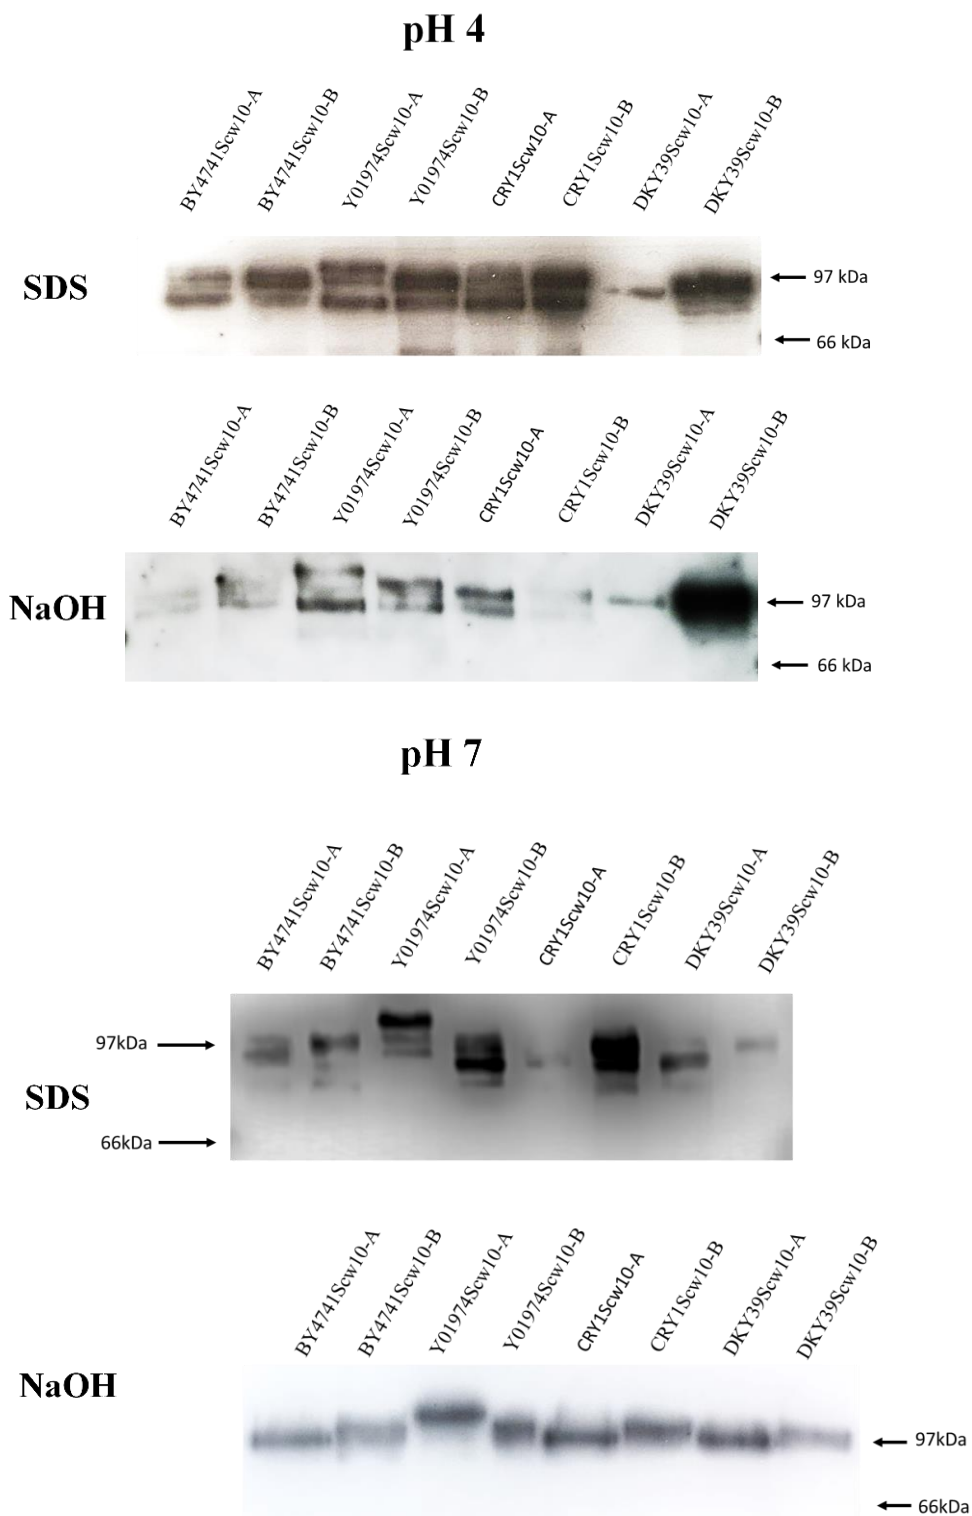 pH 4
BY4741Scw10-A BY4741Scw10-B Y01974Scw10-A Y01974Scw10-B CRY1Scw10-A CRY1Scw10-B DKY39Scw10-A DKY39Scw10-B
SDS
97 kDa
66 kDa
BY4741Scw10-A BY4741Scw10-B Y01974Scw10-A Y01974Scw10-B CRY1Scw10-A CRY1Scw10-B DKY39Scw10-A DKY39Scw10-B
NaOH
97 kDa
66 kDa
pH 7
BY4741Scw10-A BY4741Scw10-B Y01974Scw10-A Y01974Scw10-B CRY1Scw10-A CRY1Scw10-B DKY39Scw10-A DKY39Scw10-B
97kDa
SDS
66kDa
BY4741Scw10-A BY4741Scw10-B Y01974Scw10-A Y01974Scw10-B CRY1Scw10-A CRY1Scw10-B DKY39Scw10-A DKY39Scw10-B
NaOH
97kDa
66kDa